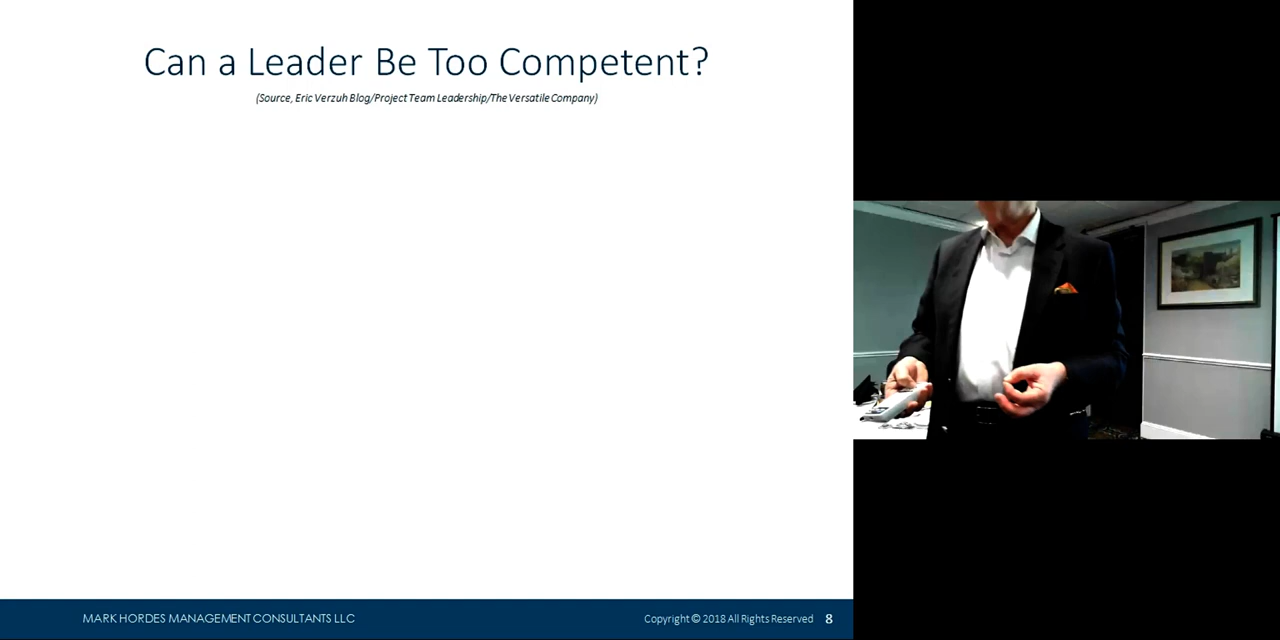 Can a Leader Be Too Competent?
(Source, Eric Verzuh Blog/Project Team Leadership/The Versatile Company)
MARK HORDES MANAGEMENT CONSULTANTS LLC
Copyright © 2018 All Rights Reserved 8